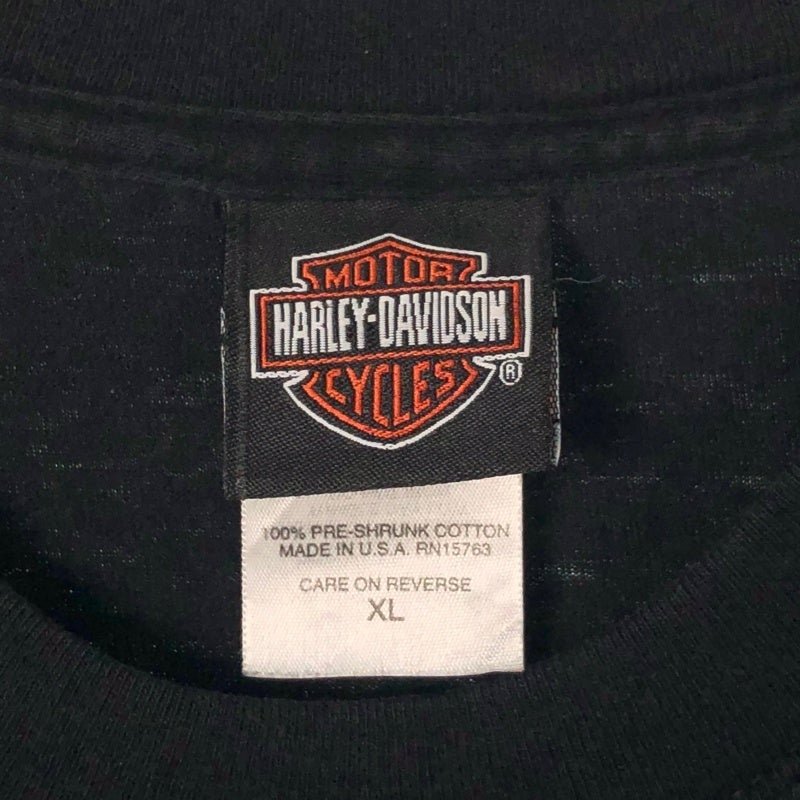 MOTOR
HARLEY-DAVIDSON
CYCLES
®
100% PRE-SHRUNK COTTON
MADE IN U.S.A. RN15763
CARE ON REVERSE
XL